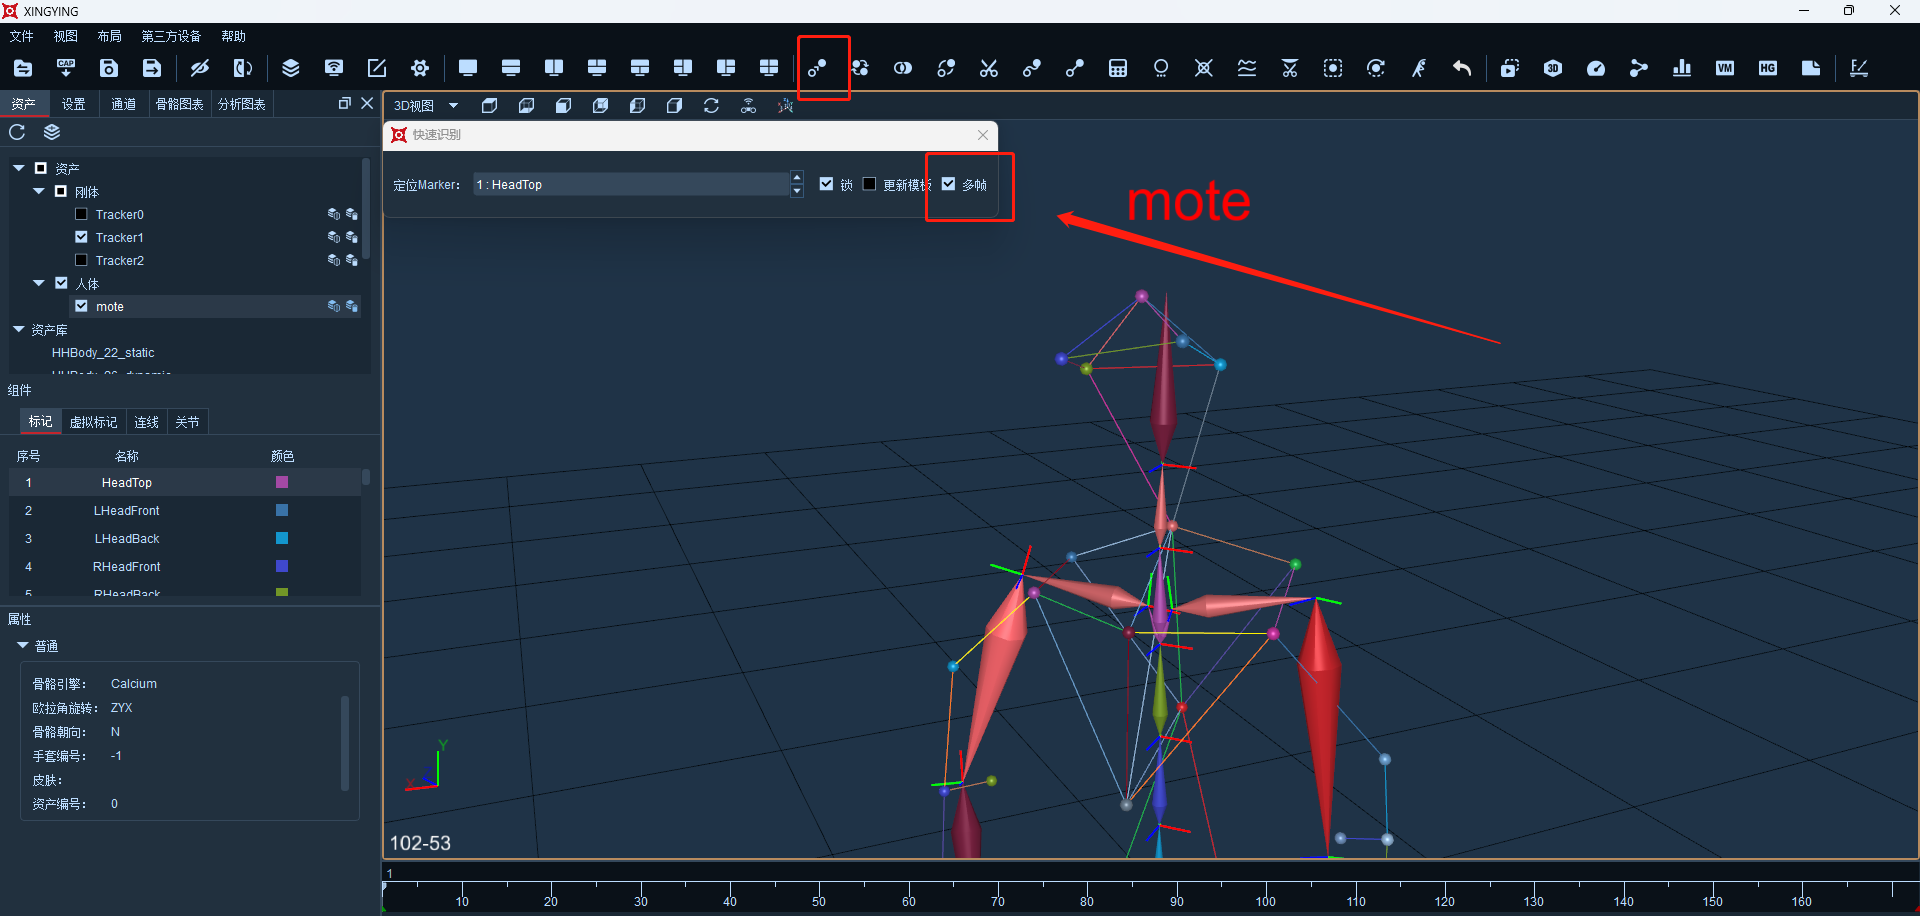 XINGYING
文件 视图 布局 第三方设备 帮助
CAP
3D
VM
HG
资产 设置 通道 骨骼图表 分析图表
3D视图
快速识别
定位Marker： 1 : HeadTop 锁 更新模板 多帧
mote
资产
刚体
Tracker0
Tracker1
Tracker2
人体
mote
资产库
HHBody_22_static
HHBody_26_dynamic
组件
标记 虚拟标记 连线 关节
序号 名称 颜色
1 HeadTop
2 LHeadFront
3 LHeadBack
4 RHeadFront
5 RHeadBack
属性
普通
骨骼引擎： Calcium
欧拉角旋转： ZYX
骨骼朝向： N
手套编号： -1
皮肤：
资产编号： 0
Y
X
Z
102-53
1
10 20 30 40 50 60 70 80 90 100 110 120 130 140 150 160